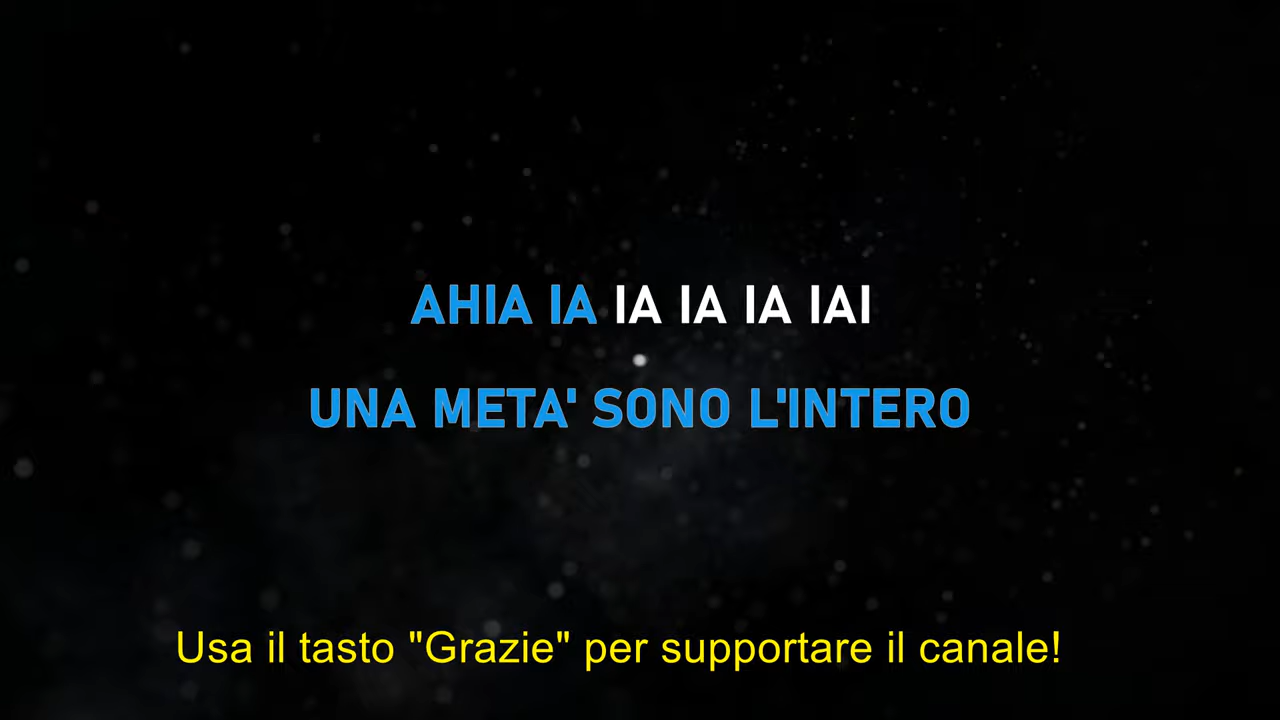 AHIA IA IA IA IA IAI
UNA META' SONO L'INTERO
Usa il tasto "Grazie" per supportare il canale!